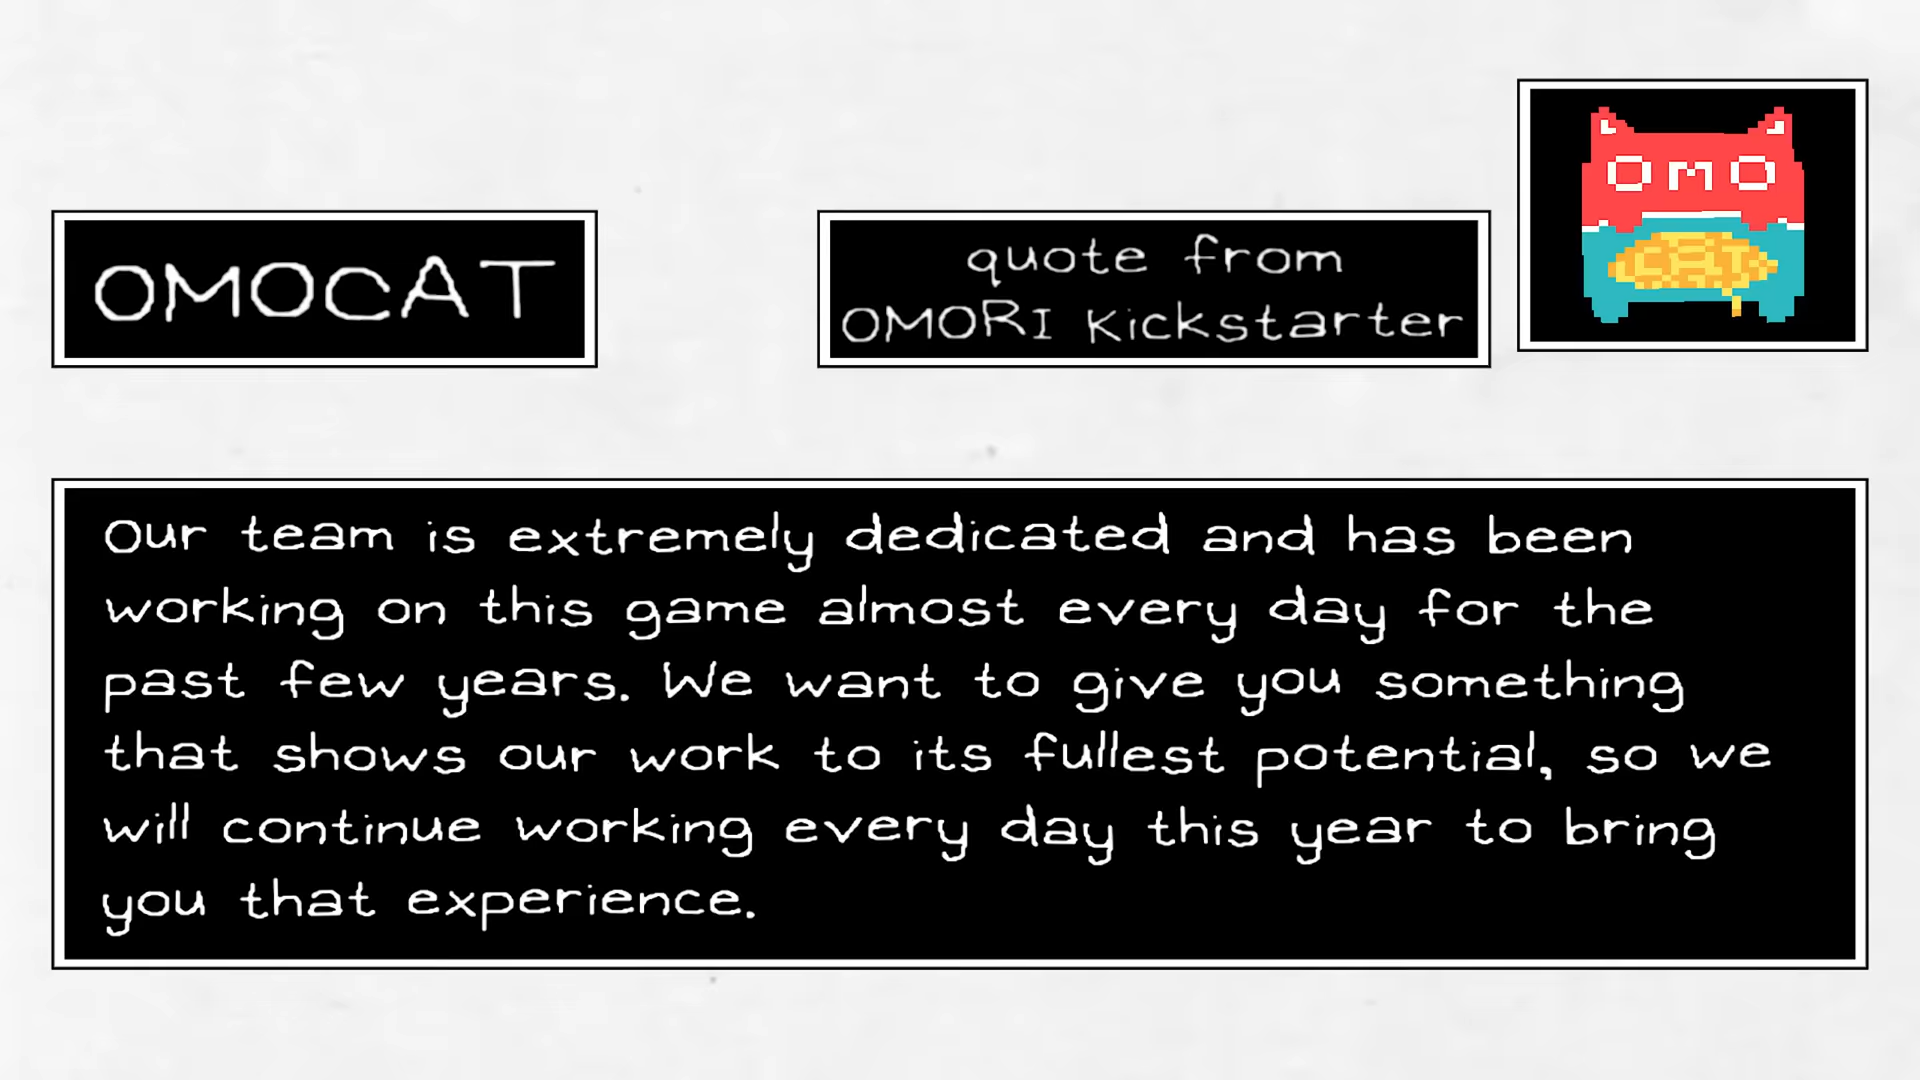 OMOCAT
quote from
OMORI Kickstarter
OMO
CAT
Our team is extremely dedicated and has been
working on this game almost every day for the
past few years. We want to give you something
that shows our work to its fullest potential, so we
will continue working every day this year to bring
you that experience.